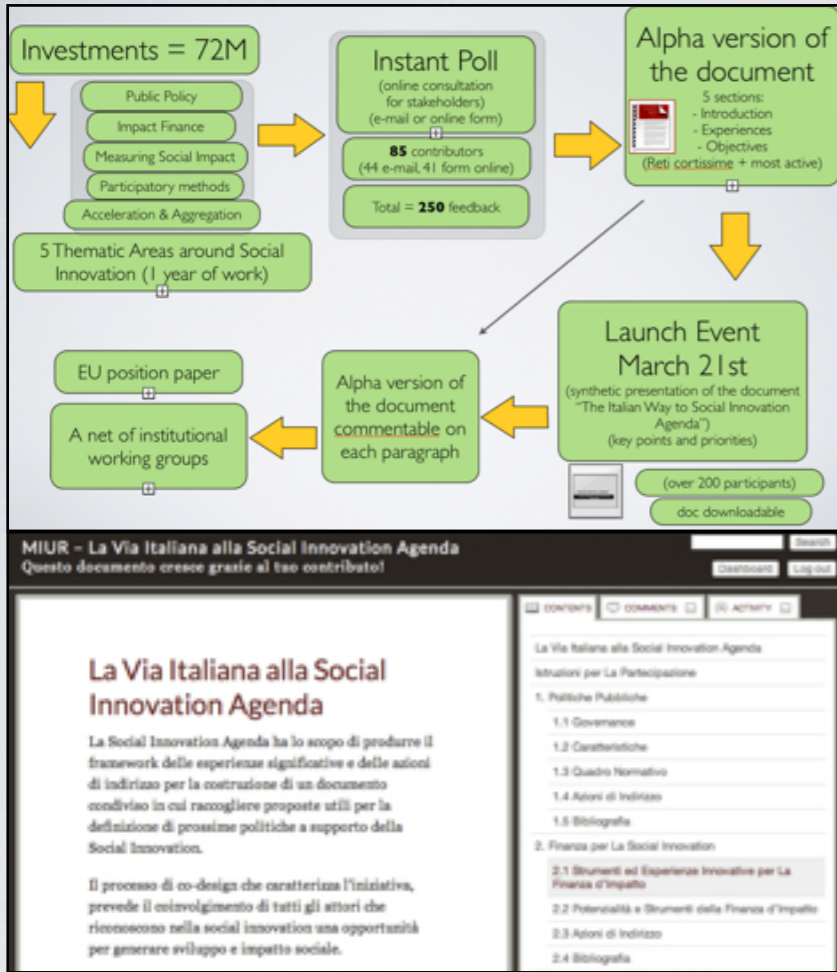 Investments = 72M
Public Policy
Impact Finance
Measuring Social Impact
Participatory methods
Acceleration & Aggregation
5 Thematic Areas around Social
Innovation (1 year of work)
Instant Poll
(online consultation
for stakeholders)
(e-mail or online form)
85 contributors
(44 e-mail, 41 form online)
Total = 250 feedback
Alpha version of
the document
5 sections:
- Introduction
- Experiences
- Objectives
(Reti cortissime + most active)
Launch Event
March 21st
(synthetic presentation of the document
"The Italian Way to Social Innovation
Agenda")
(key points and priorities)
(over 200 participants)
doc downloadable
Alpha version of
the document
commentable on
each paragraph
EU position paper
A net of institutional
working groups
MIUR – La Via Italiana alla Social Innovation Agenda
Questo documento cresce grazie al tuo contributo!
Search
Dashboard
Log out
La Via Italiana alla Social
Innovation Agenda
La Social Innovation Agenda ha lo scopo di produrre il
framework delle esperienze significative e delle azioni
di indirizzo per la costruzione di un documento
condiviso in cui raccogliere proposte utili per la
definizione di prossime politiche a supporto della
Social Innovation.
Il processo di co-design che caratterizza l'iniziativa,
prevede il coinvolgimento di tutti gli attori che
riconoscono nella social innovation una opportunità
per generare sviluppo e impatto sociale.
CONTENTS
COMMENTS
ACTIVITY
La Via Italiana alla Social Innovation Agenda
Istruzioni per La Partecipazione
1. Politiche Pubbliche
1.1 Governance
1.2 Caratteristiche
1.3 Quadro Normativo
1.4 Azioni di Indirizzo
1.5 Bibliografia
2. Finanza per La Social Innovation
2.1 Strumenti ed Esperienze Innovative per La
Finanza d'Impatto
2.2 Potenzialità e Strumenti della Finanza d'Impatto
2.3 Azioni di Indirizzo
2.4 Bibliografia